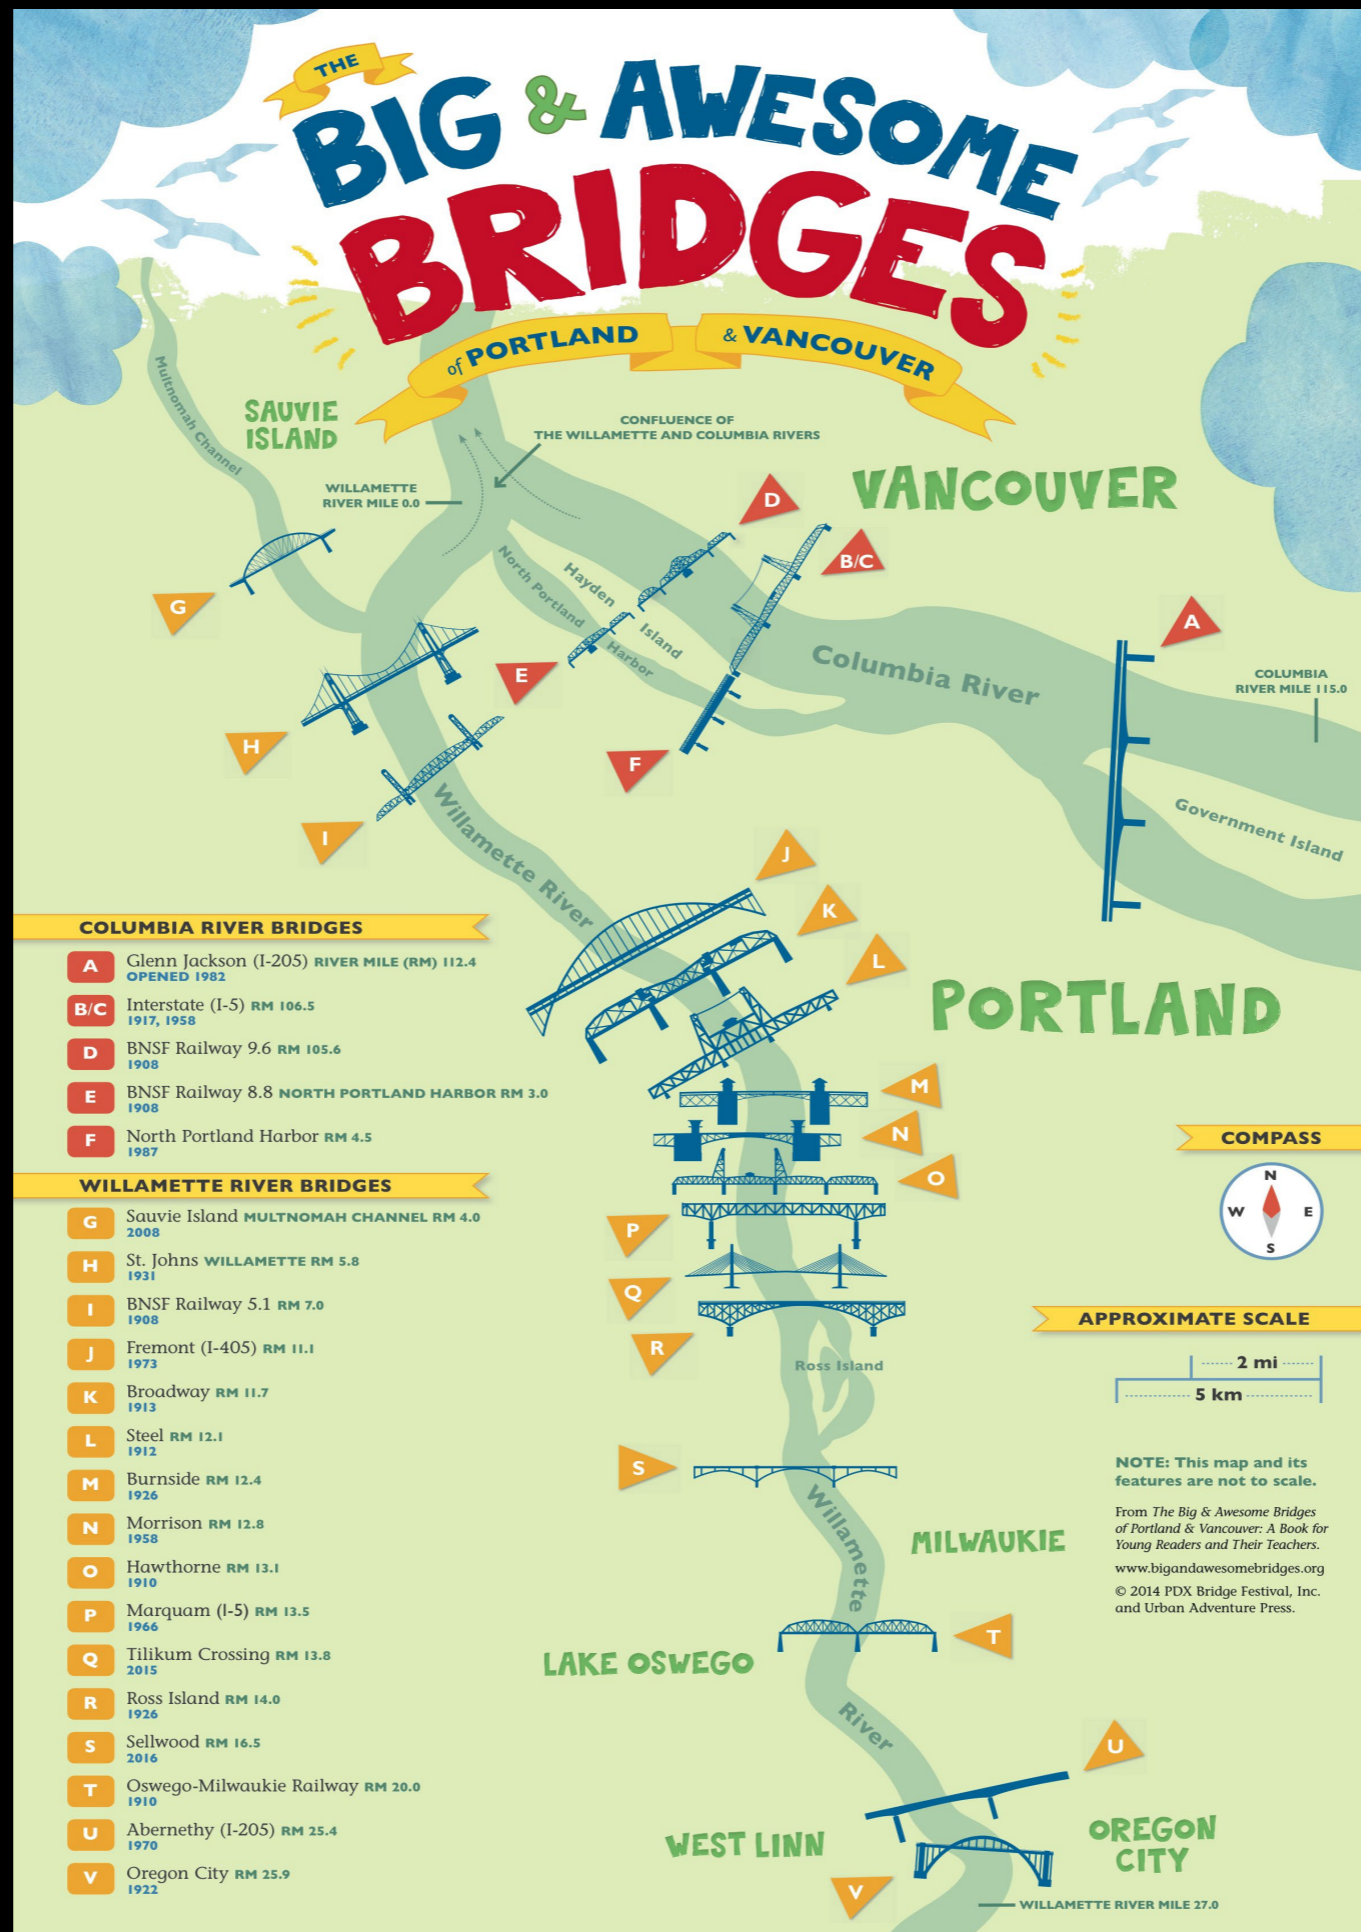 THE
BIG & AWESOME
BRIDGES
of PORTLAND & VANCOUVER
Multnomah Channel
SAUVIE
ISLAND
CONFLUENCE OF
THE WILLAMETTE AND COLUMBIA RIVERS
WILLAMETTE
RIVER MILE 0.0
VANCOUVER
D
B/C
G
North Portland
Harbor
Hayden
Island
A
E
Columbia River
COLUMBIA
RIVER MILE 115.0
H
F
I
Willamette River
Government Island
J
K
L
PORTLAND
M
N
O
P
Q
R
Ross Island
S
Willamette
River
MILWAUKIE
T
LAKE OSWEGO
U
WEST LINN
OREGON
CITY
V
WILLAMETTE RIVER MILE 27.0
COLUMBIA RIVER BRIDGES
A Glenn Jackson (I-205) RIVER MILE (RM) 112.4
OPENED 1982
B/C Interstate (I-5) RM 106.5
1917, 1958
D BNSF Railway 9.6 RM 105.6
1908
E BNSF Railway 8.8 NORTH PORTLAND HARBOR RM 3.0
1908
F North Portland Harbor RM 4.5
1987
WILLAMETTE RIVER BRIDGES
G Sauvie Island MULTNOMAH CHANNEL RM 4.0
2008
H St. Johns WILLAMETTE RM 5.8
1931
I BNSF Railway 5.1 RM 7.0
1908
J Fremont (I-405) RM 11.1
1973
K Broadway RM 11.7
1913
L Steel RM 12.1
1912
M Burnside RM 12.4
1926
N Morrison RM 12.8
1958
O Hawthorne RM 13.1
1910
P Marquam (I-5) RM 13.5
1966
Q Tilikum Crossing RM 13.8
2015
R Ross Island RM 14.0
1926
S Sellwood RM 16.5
2016
T Oswego-Milwaukie Railway RM 20.0
1910
U Abernethy (I-205) RM 25.4
1970
V Oregon City RM 25.9
1922
COMPASS
N
W E
S
APPROXIMATE SCALE
2 mi
5 km
NOTE: This map and its
features are not to scale.
From The Big & Awesome Bridges
of Portland & Vancouver: A Book for
Young Readers and Their Teachers.
www.bigandawesomebridges.org
© 2014 PDX Bridge Festival, Inc.
and Urban Adventure Press.